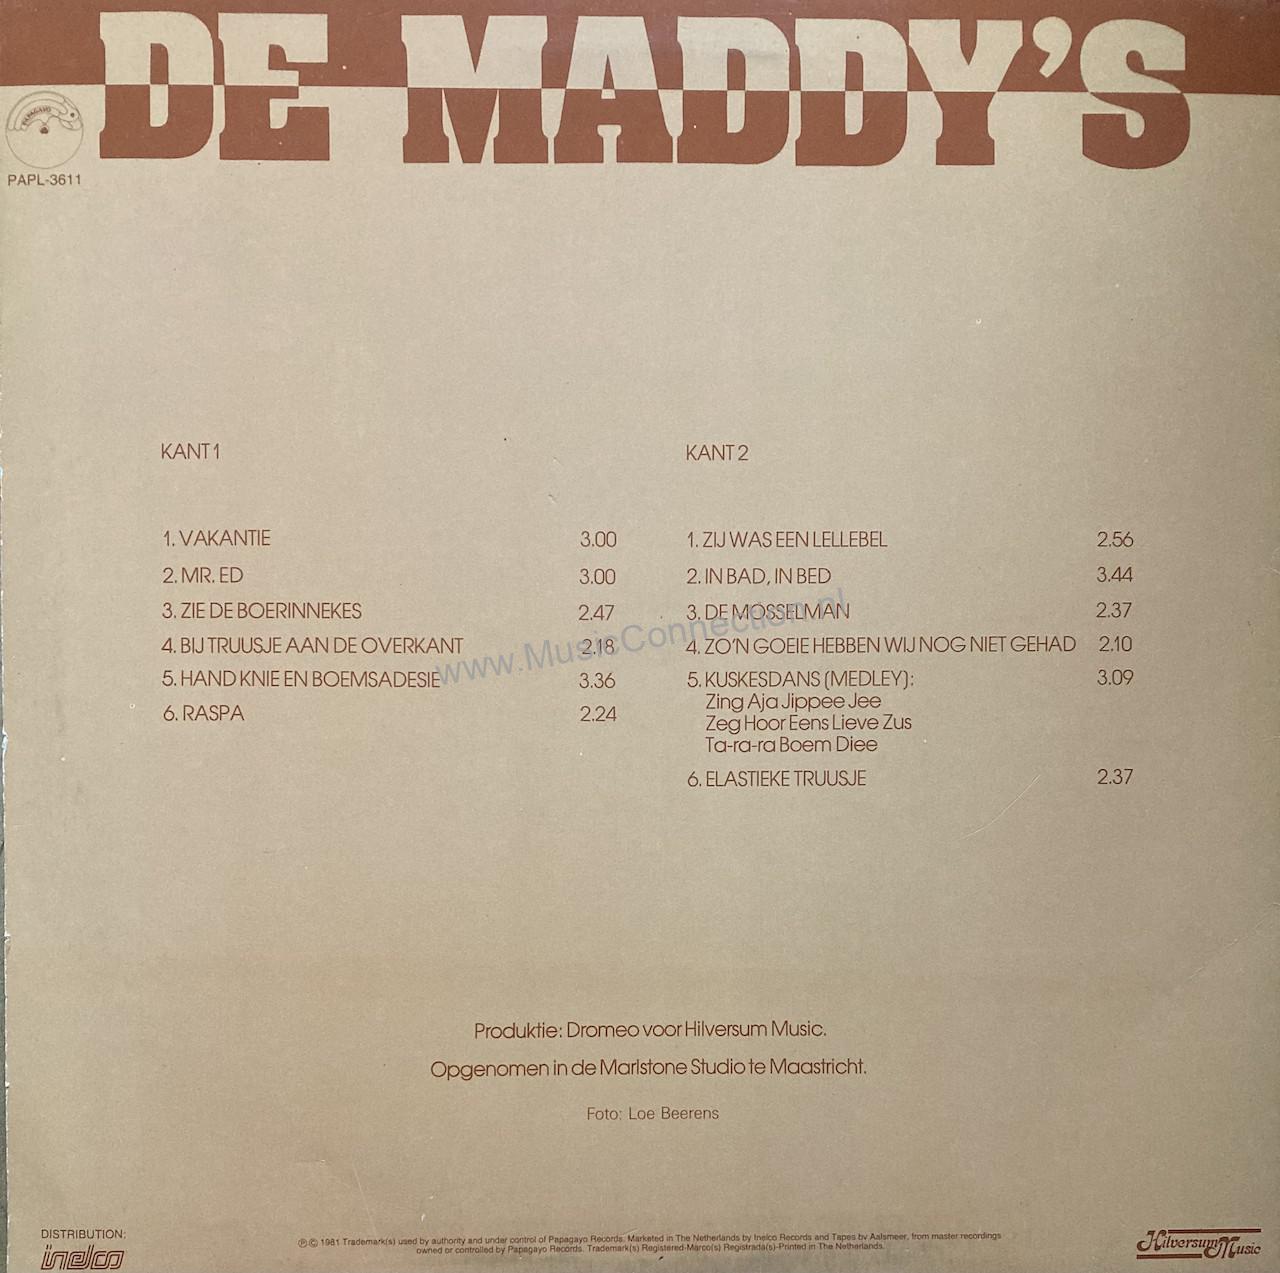 DE MADDY'S
PAPAGAYO
PAPL-3611
KANT 1
1. VAKANTIE 3.00
2. MR. ED 3.00
3. ZIE DE BOERINNEKES 2.47
4. BIJ TRUUSJE AAN DE OVERKANT 2.18
5. HAND KNIE EN BOEMSADESIE 3.36
6. RASPA 2.24
KANT 2
1. ZIJ WAS EEN LELLEBEL 2.56
2. IN BAD, IN BED 3.44
3. DE MOSSELMAN 2.37
4. ZO'N GOEIE HEBBEN WIJ NOG NIET GEHAD 2.10
5. KUSKESDANS (MEDLEY): 3.09
Zing Aja Jippee Jee
Zeg Hoor Eens Lieve Zus
Ta-ra-ra Boem Diee
6. ELASTIEKE TRUUSJE 2.37
www.MusicConnection.nl
Produktie: Dromeo voor Hilversum Music.
Opgenomen in de Marlstone Studio te Maastricht.
Foto: Loe Beerens
DISTRIBUTION:
inelco
℗ © 1981 Trademark(s) used by authority and under control of Papagayo Records. Marketed in The Netherlands by Inelco Records and Tapes bv Aalsmeer, from master recordings
owned or controlled by Papagayo Records. Trademark(s) Registered-Marco(s) Registrada(s)-Printed in The Netherlands.
Hilversum Music